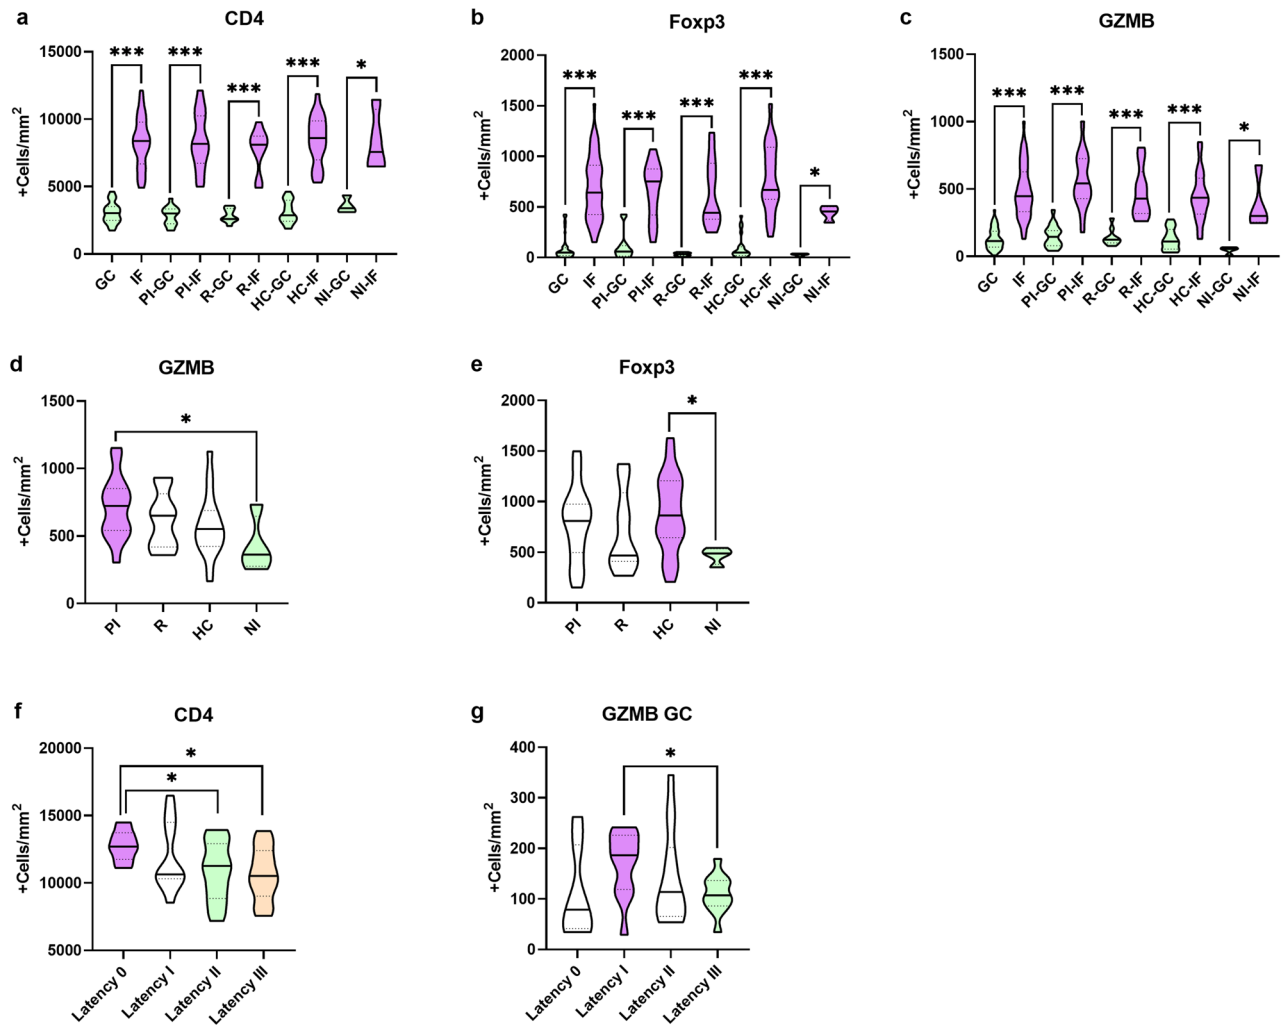 a CD4
+Cells/mm2
15000
10000
5000
0
*** *** *** *** *
GC IF PI-GC PI-IF R-GC R-IF HC-GC HC-IF NI-GC NI-IF
b Foxp3
+Cells/mm2
2000
1500
1000
500
0
*** *** *** *** *
GC IF PI-GC PI-IF R-GC R-IF HC-GC HC-IF NI-GC NI-IF
c GZMB
+Cells/mm2
1500
1000
500
0
*** *** *** *** *
GC IF PI-GC PI-IF R-GC R-IF HC-GC HC-IF NI-GC NI-IF
d GZMB
+Cells/mm2
1500
1000
500
0
*
PI R HC NI
e Foxp3
+Cells/mm2
2000
1500
1000
500
0
*
PI R HC NI
f CD4
+Cells/mm2
20000
15000
10000
5000
*
*
Latency 0 Latency I Latency II Latency III
g GZMB GC
+Cells/mm2
400
300
200
100
0
*
Latency 0 Latency I Latency II Latency III